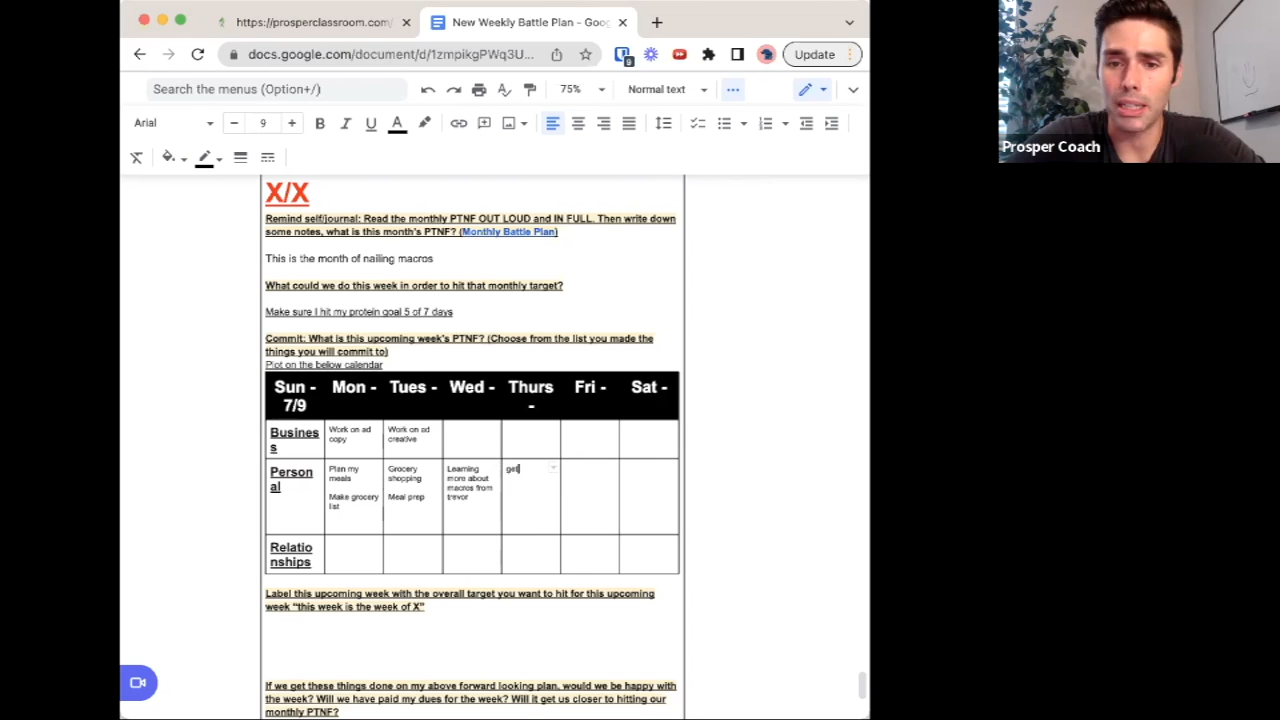 https://prosperclassroom.com/
New Weekly Battle Plan - Goo
docs.google.com/document/d/1zmpikgPWq3U...
9
Update
Search the menus (Option+/)
75%
Normal text
Arial
9
B I U A
X/X
Remind self/journal: Read the monthly PTNF OUT LOUD and IN FULL. Then write down
some notes, what is this month's PTNF? (Monthly Battle Plan)
This is the month of nailing macros
What could we do this week in order to hit that monthly target?
Make sure I hit my protein goal 5 of 7 days
Commit: What is this upcoming week's PTNF? (Choose from the list you made the
things you will commit to)
Plot on the below calendar
Sun - Mon - Tues - Wed - Thurs Fri - Sat -
7/9 -
Busines Work on ad Work on ad
s copy creative
Person Plan my Grocery Learning get
al meals shopping more about
macros from
Make grocery Meal prep trevor
list
Relatio
nships
Label this upcoming week with the overall target you want to hit for this upcoming
week "this week is the week of X"
If we get these things done on my above forward looking plan, would we be happy with
the week? Will we have paid my dues for the week? Will it get us closer to hitting our
monthly PTNF?
Prosper Coach